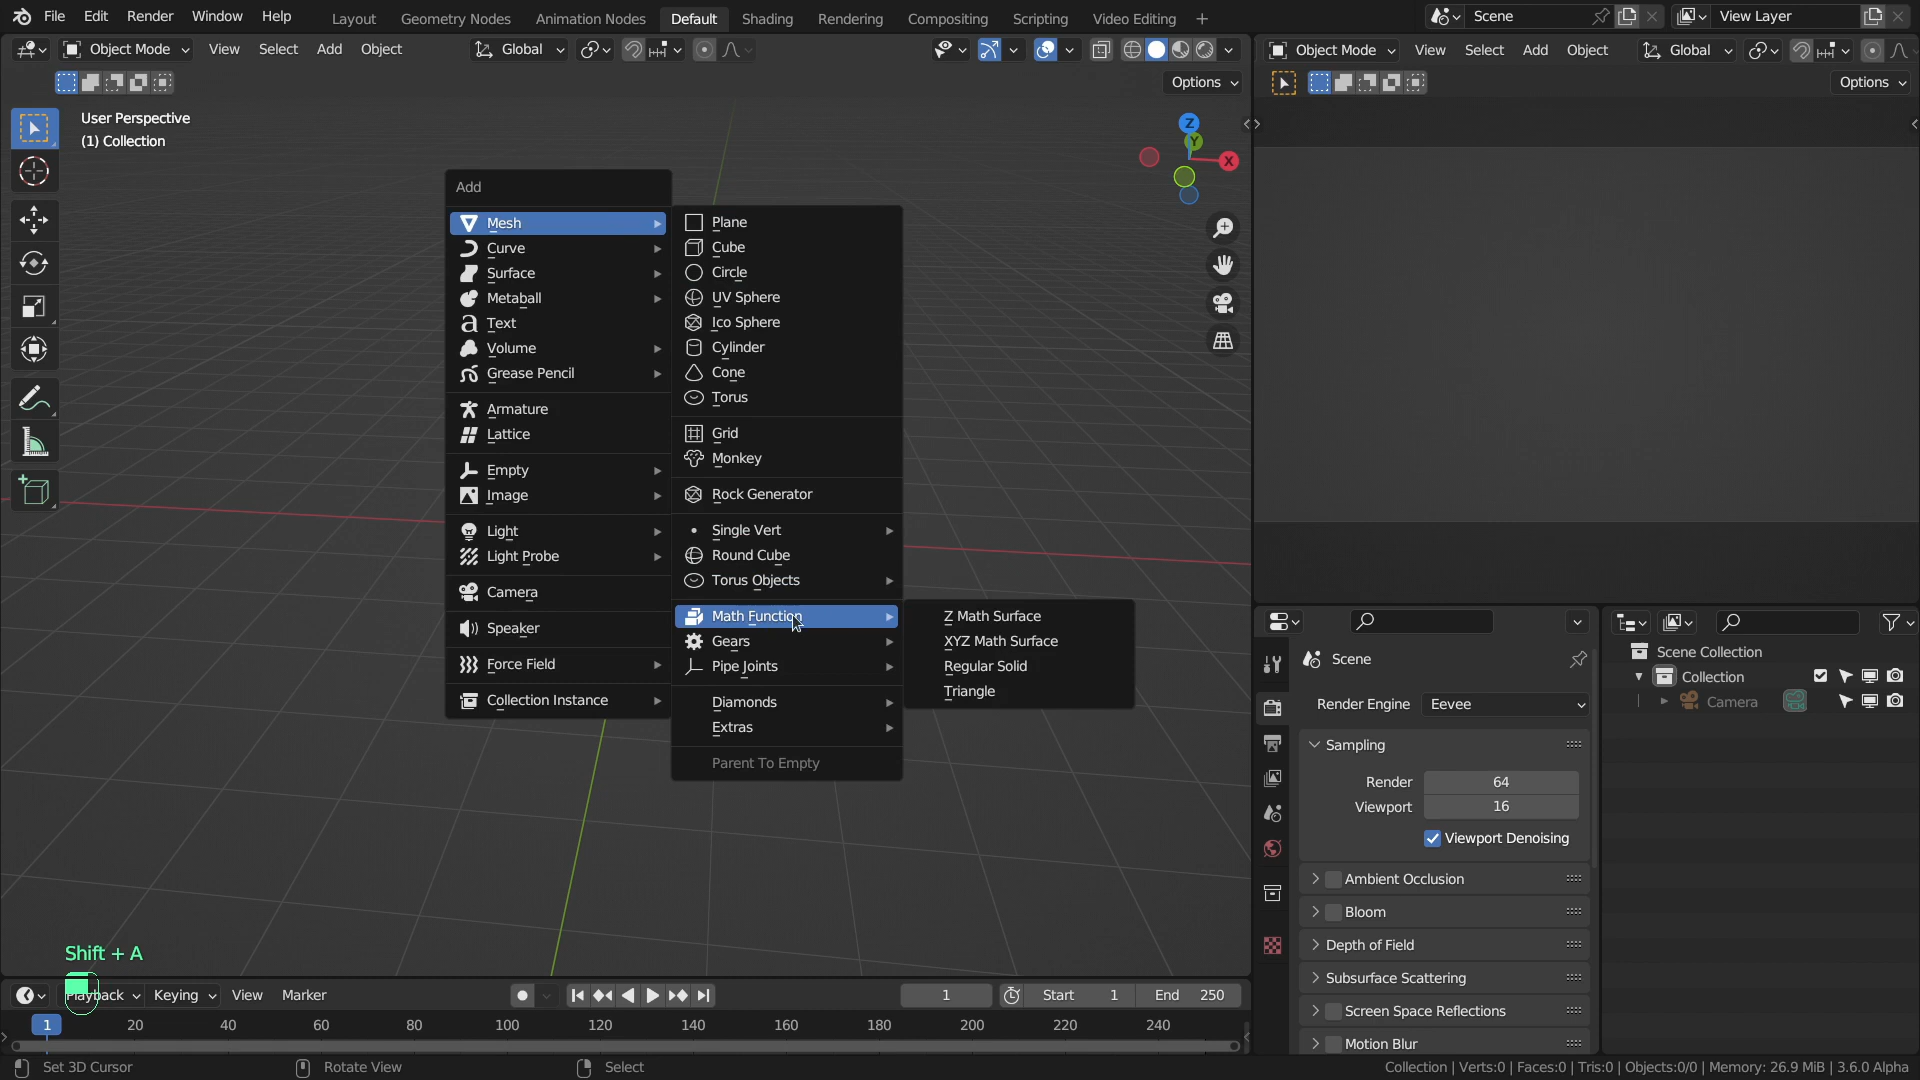 File Edit Render Window Help Layout Geometry Nodes Animation Nodes Default Shading Rendering Compositing Scripting Video Editing + Scene View Layer
Object Mode View Select Add Object Global
Object Mode View Select Add Object Global
Options
Options
User Perspective
(1) Collection
Z
Y
X
Add
Mesh
Curve
Surface
Metaball
Text
Volume
Grease Pencil
Armature
Lattice
Empty
Image
Light
Light Probe
Camera
Speaker
Force Field
Collection Instance
Plane
Cube
Circle
UV Sphere
Ico Sphere
Cylinder
Cone
Torus
Grid
Monkey
Rock Generator
Single Vert
Round Cube
Torus Objects
Math Function
Gears
Pipe Joints
Diamonds
Extras
Parent To Empty
Z Math Surface
XYZ Math Surface
Regular Solid
Triangle
Scene
Render Engine Eevee
Sampling
Render 64
Viewport 16
Viewport Denoising
Ambient Occlusion
Bloom
Depth of Field
Subsurface Scattering
Screen Space Reflections
Motion Blur
Scene Collection
Collection
Camera
Shift + A
Playback Keying View Marker 1 Start 1 End 250
1 20 40 60 80 100 120 140 160 180 200 220 240
Set 3D Cursor Rotate View Select Collection | Verts:0 | Faces:0 | Tris:0 | Objects:0/0 | Memory: 26.9 MiB | 3.6.0 Alpha